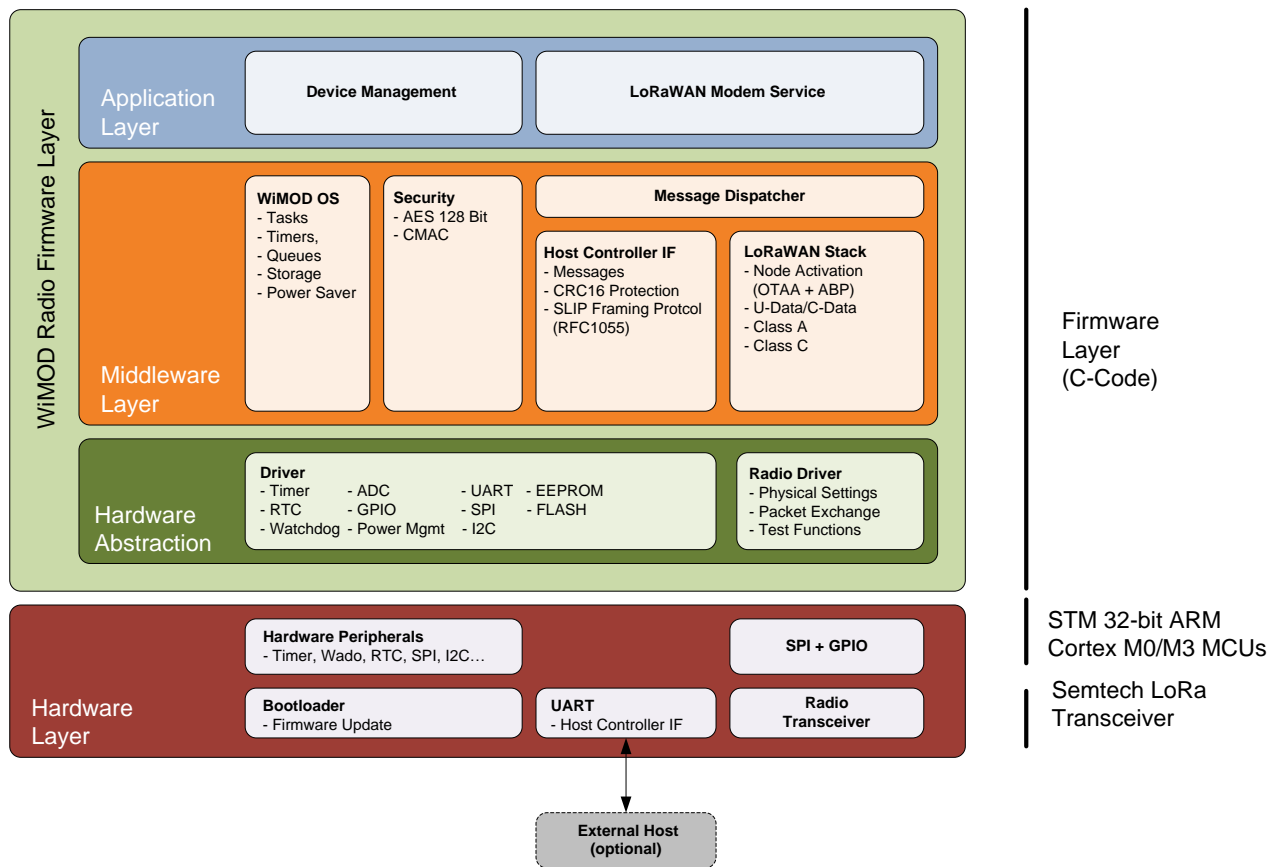 WiMOD Radio Firmware Layer
Application
Layer
Device Management
LoRaWAN Modem Service
Middleware
Layer
WiMOD OS
- Tasks
- Timers,
- Queues
- Storage
- Power Saver
Security
- AES 128 Bit
- CMAC
Message Dispatcher
Host Controller IF
- Messages
- CRC16 Protection
- SLIP Framing Protcol
(RFC1055)
LoRaWAN Stack
- Node Activation
(OTAA + ABP)
- U-Data/C-Data
- Class A
- Class C
Hardware
Abstraction
Driver
- Timer - ADC - UART - EEPROM
- RTC - GPIO - SPI - FLASH
- Watchdog - Power Mgmt - I2C
Radio Driver
- Physical Settings
- Packet Exchange
- Test Functions
Firmware
Layer
(C-Code)
Hardware
Layer
Hardware Peripherals
- Timer, Wado, RTC, SPI, I2C…
SPI + GPIO
Bootloader
- Firmware Update
UART
- Host Controller IF
Radio
Transceiver
STM 32-bit ARM
Cortex M0/M3 MCUs
Semtech LoRa
Transceiver
External Host
(optional)